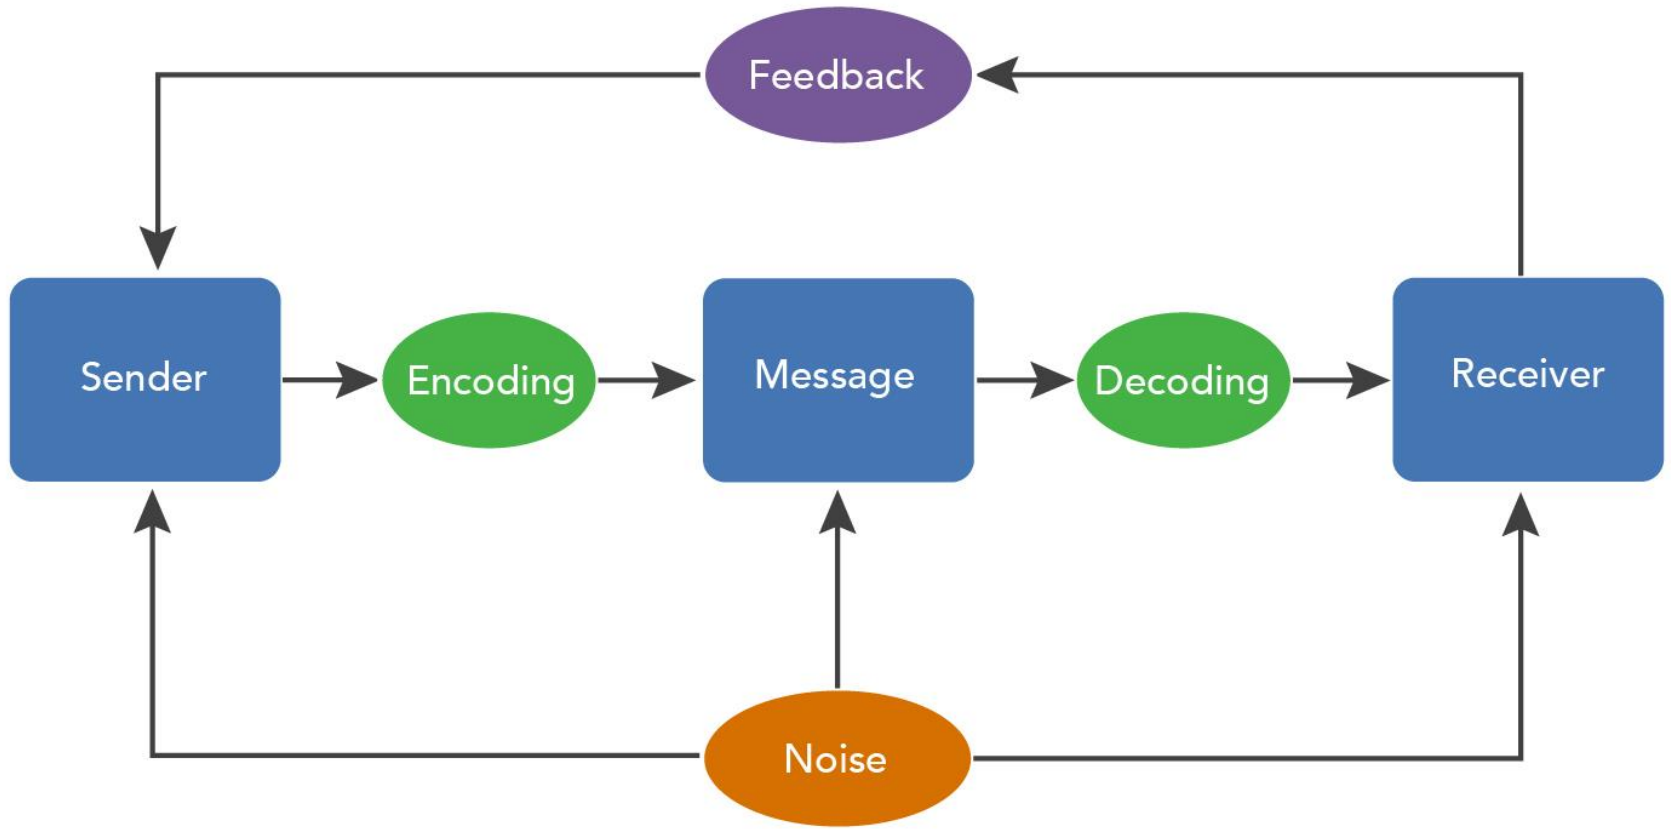 Feedback
Sender
Encoding
Message
Decoding
Receiver
Noise